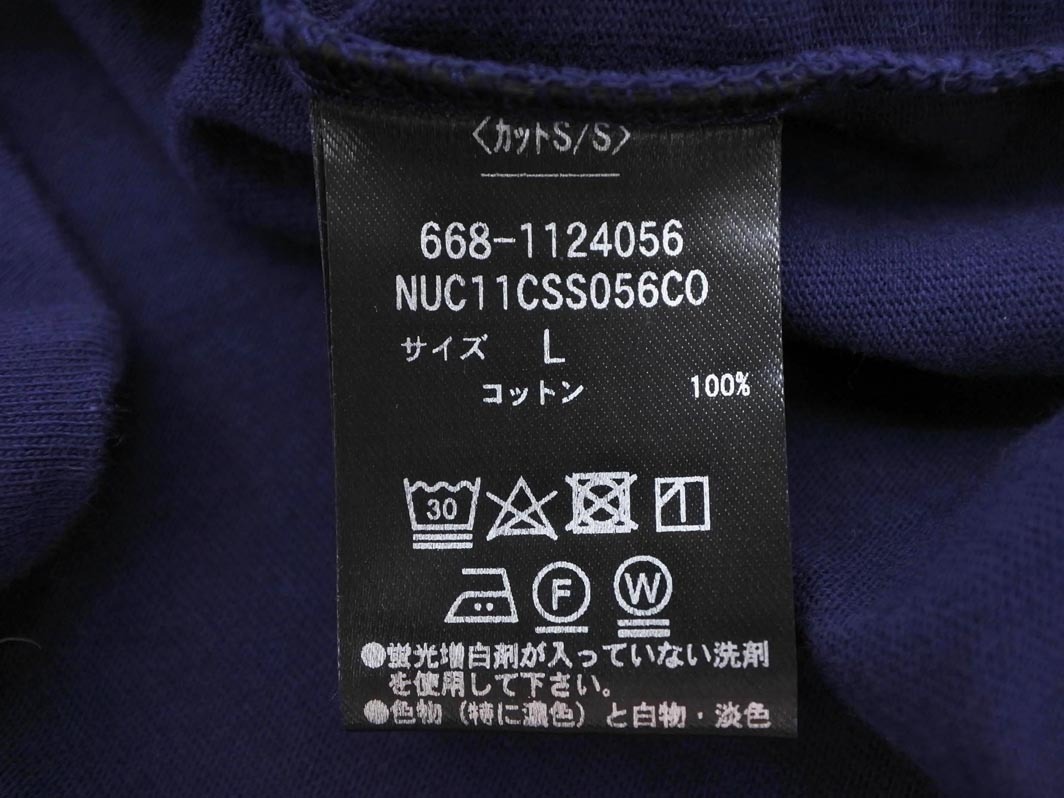 〈カットS/S〉
668-1124056
NUC11CSS056CO
サイズ L
コットン 100%
30
F W
●蛍光増白剤が入っていない洗剤
を使用して下さい。
●色物（特に濃色）と白物・淡色